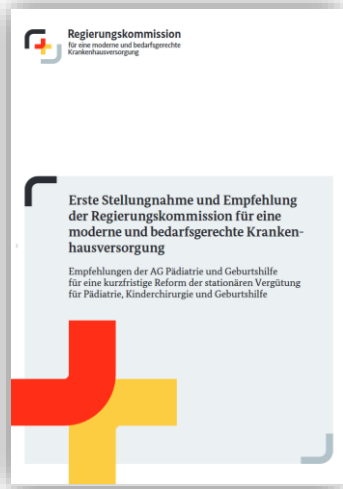 Regierungskommission
für eine moderne und bedarfsgerechte
Krankenhausversorgung
Erste Stellungnahme und Empfehlung
der Regierungskommission für eine
moderne und bedarfsgerechte Kranken-
hausversorgung
Empfehlungen der AG Pädiatrie und Geburtshilfe
für eine kurzfristige Reform der stationären Vergütung
für Pädiatrie, Kinderchirurgie und Geburtshilfe